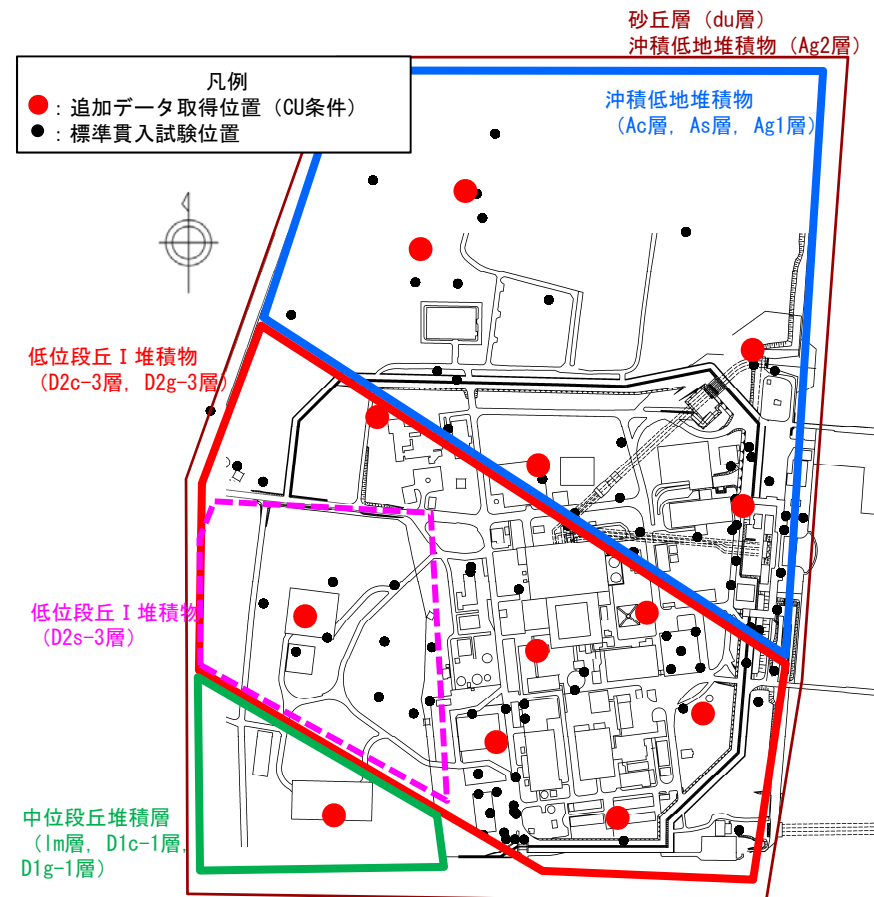 砂丘層（du層）
沖積低地堆積物（Ag2層）
凡例
：追加データ取得位置（CU条件）
：標準貫入試験位置
沖積低地堆積物
（Ac層，As層，Ag1層）
低位段丘Ⅰ堆積物
（D2c-3層，D2g-3層）
低位段丘Ⅰ堆積物
（D2s-3層）
中位段丘堆積層
（lm層，D1c-1層，
D1g-1層）